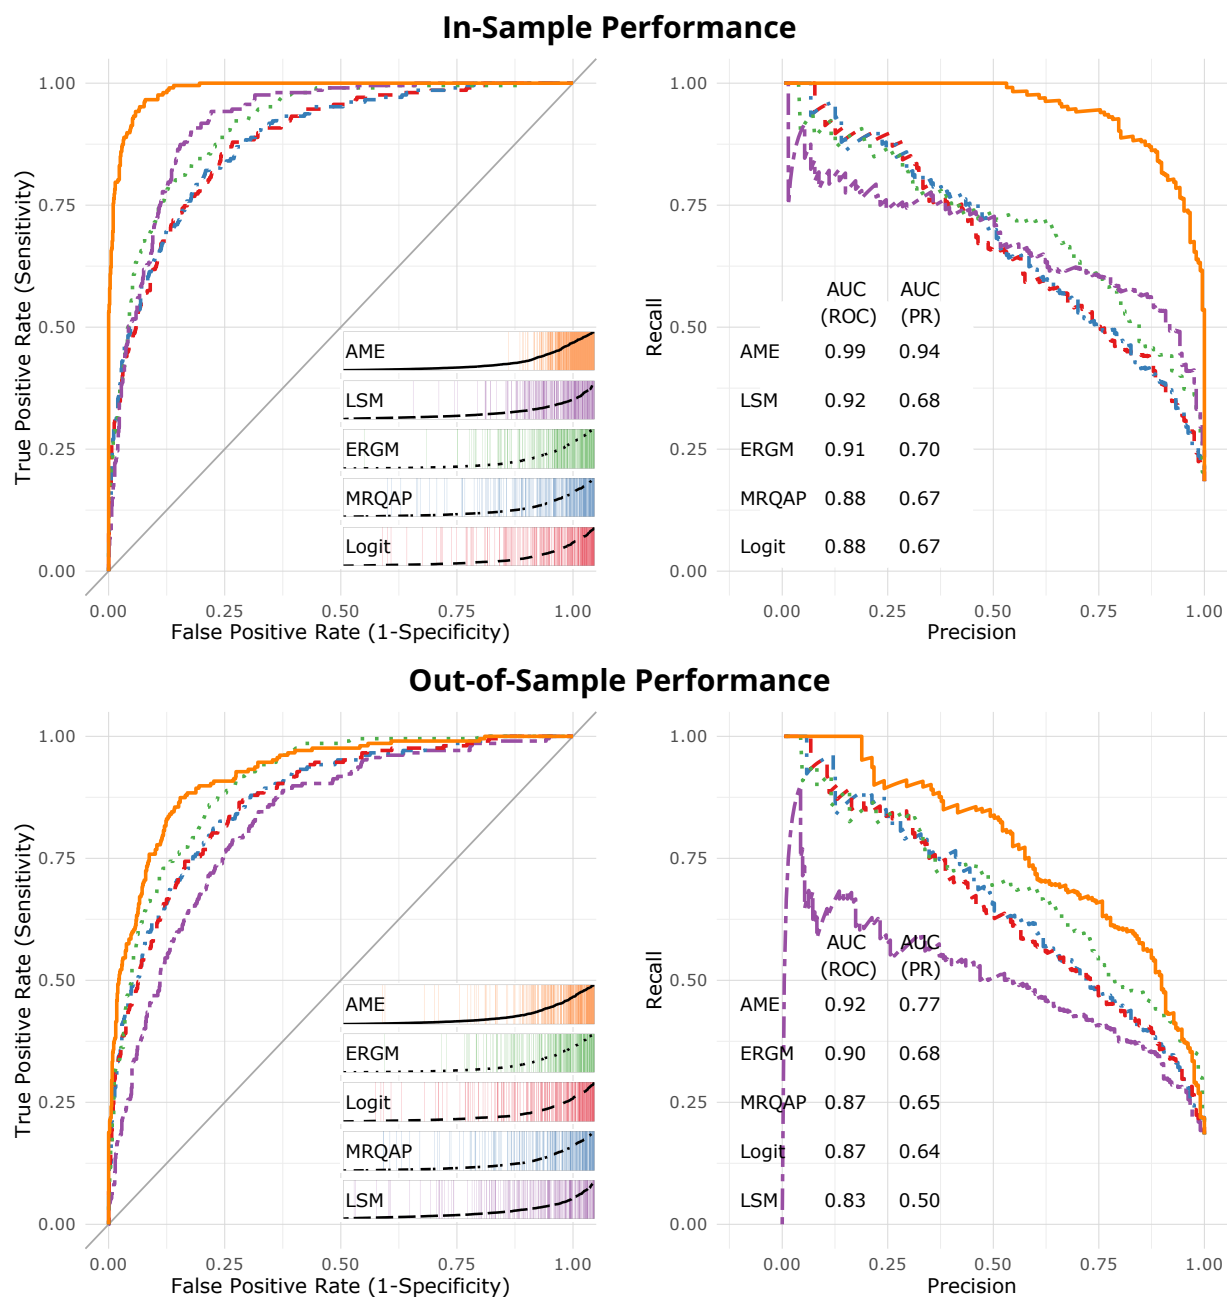 In-Sample Performance
True Positive Rate (Sensitivity)
1.00
0.75
0.50
0.25
0.00
AME
LSM
ERGM
MRQAP
Logit
0.00 0.25 0.50 0.75 1.00
False Positive Rate (1-Specificity)
Recall
1.00
0.75
0.50
0.25
0.00
AUC AUC
(ROC) (PR)
AME 0.99 0.94
LSM 0.92 0.68
ERGM 0.91 0.70
MRQAP 0.88 0.67
Logit 0.88 0.67
0.00 0.25 0.50 0.75 1.00
Precision
Out-of-Sample Performance
True Positive Rate (Sensitivity)
1.00
0.75
0.50
0.25
0.00
AME
ERGM
Logit
MRQAP
LSM
0.00 0.25 0.50 0.75 1.00
False Positive Rate (1-Specificity)
Recall
1.00
0.75
0.50
0.25
0.00
AUC AUC
(ROC) (PR)
AME 0.92 0.77
ERGM 0.90 0.68
MRQAP 0.87 0.65
Logit 0.87 0.64
LSM 0.83 0.50
0.00 0.25 0.50 0.75 1.00
Precision